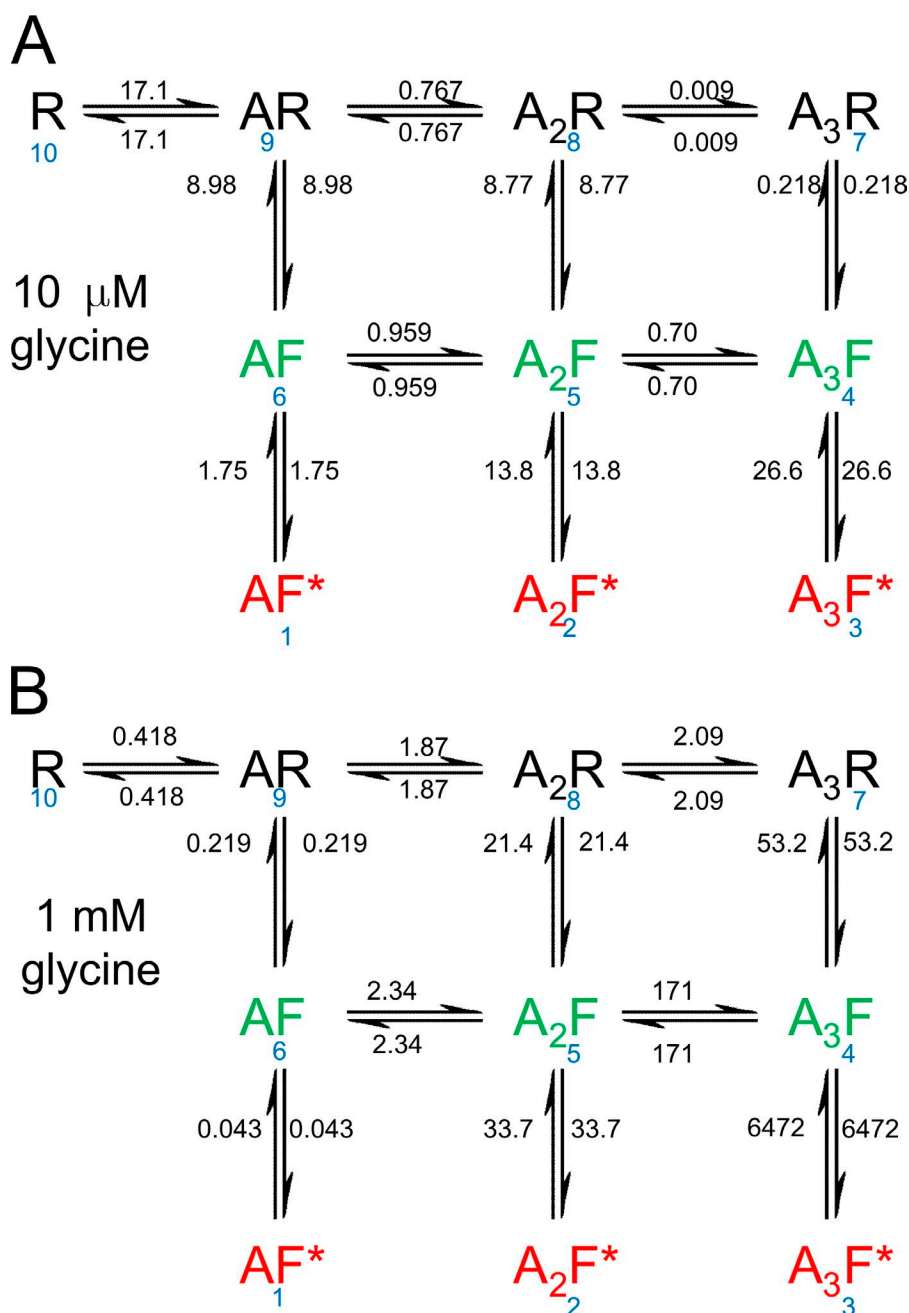 A
17.1 0.767 0.009
R AR A₂R A₃R
10 9 8 7
17.1 0.767 0.009
8.98 8.98 8.77 8.77 0.218 0.218
10 μM
glycine
0.959 0.70
AF A₂F A₃F
6 5 4
0.959 0.70
1.75 1.75 13.8 13.8 26.6 26.6
AF* A₂F* A₃F*
1 2 3
B
0.418 1.87 2.09
R AR A₂R A₃R
10 9 8 7
0.418 1.87 2.09
0.219 0.219 21.4 21.4 53.2 53.2
1 mM
glycine
2.34 171
AF A₂F A₃F
6 5 4
2.34 171
0.043 0.043 33.7 33.7 6472 6472
AF* A₂F* A₃F*
1 2 3